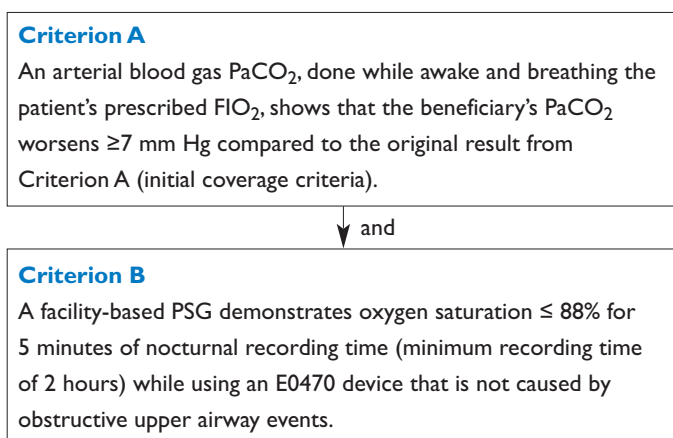 Criterion A
An arterial blood gas PaCO₂, done while awake and breathing the
patient’s prescribed FIO₂, shows that the beneficiary’s PaCO₂
worsens ≥7 mm Hg compared to the original result from
Criterion A (initial coverage criteria).
and
Criterion B
A facility-based PSG demonstrates oxygen saturation ≤ 88% for
5 minutes of nocturnal recording time (minimum recording time
of 2 hours) while using an E0470 device that is not caused by
obstructive upper airway events.